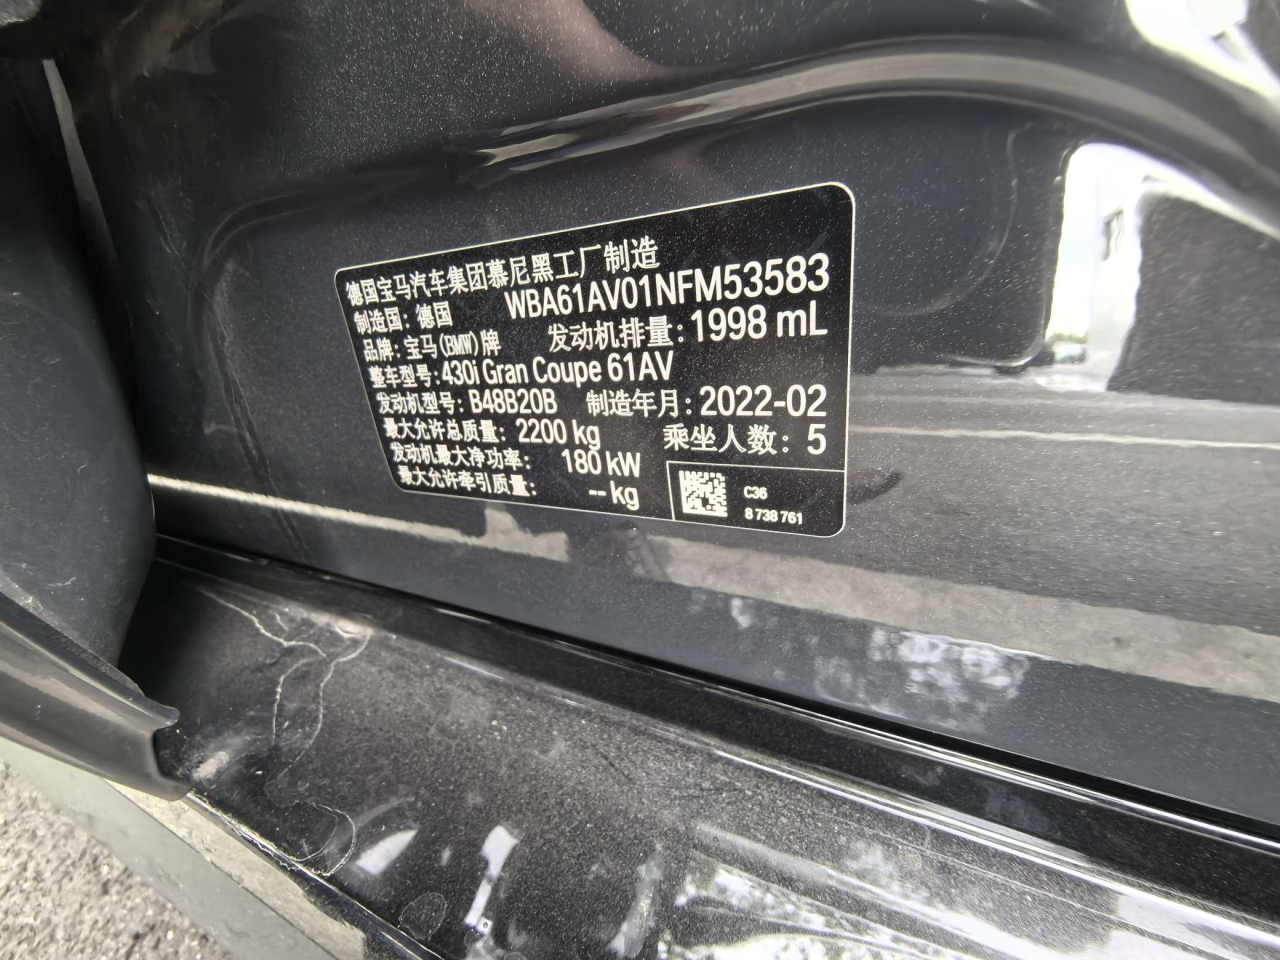 德国宝马汽车集团慕尼黑工厂制造
制造国：德国 WBA61AV01NFM53583
品牌：宝马(BMW)牌 发动机排量：1998 mL
整车型号：430i Gran Coupe 61AV
发动机型号：B48B20B 制造年月：2022-02
最大允许总质量：2200 kg 乘坐人数：5
发动机最大净功率：180 kW
最大允许牵引质量：-- kg
C36
8 738 761